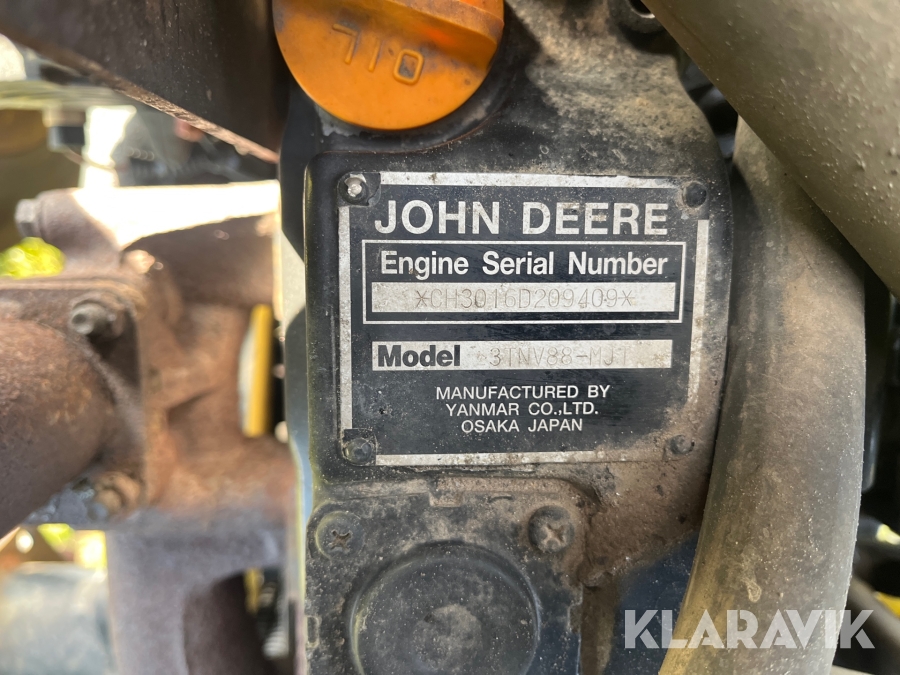 OIL
JOHN DEERE
Engine Serial Number
*CH3016D209409*
Model *3TNV88-MJT*
MANUFACTURED BY
YANMAR CO.,LTD.
OSAKA JAPAN
KLARAVIK